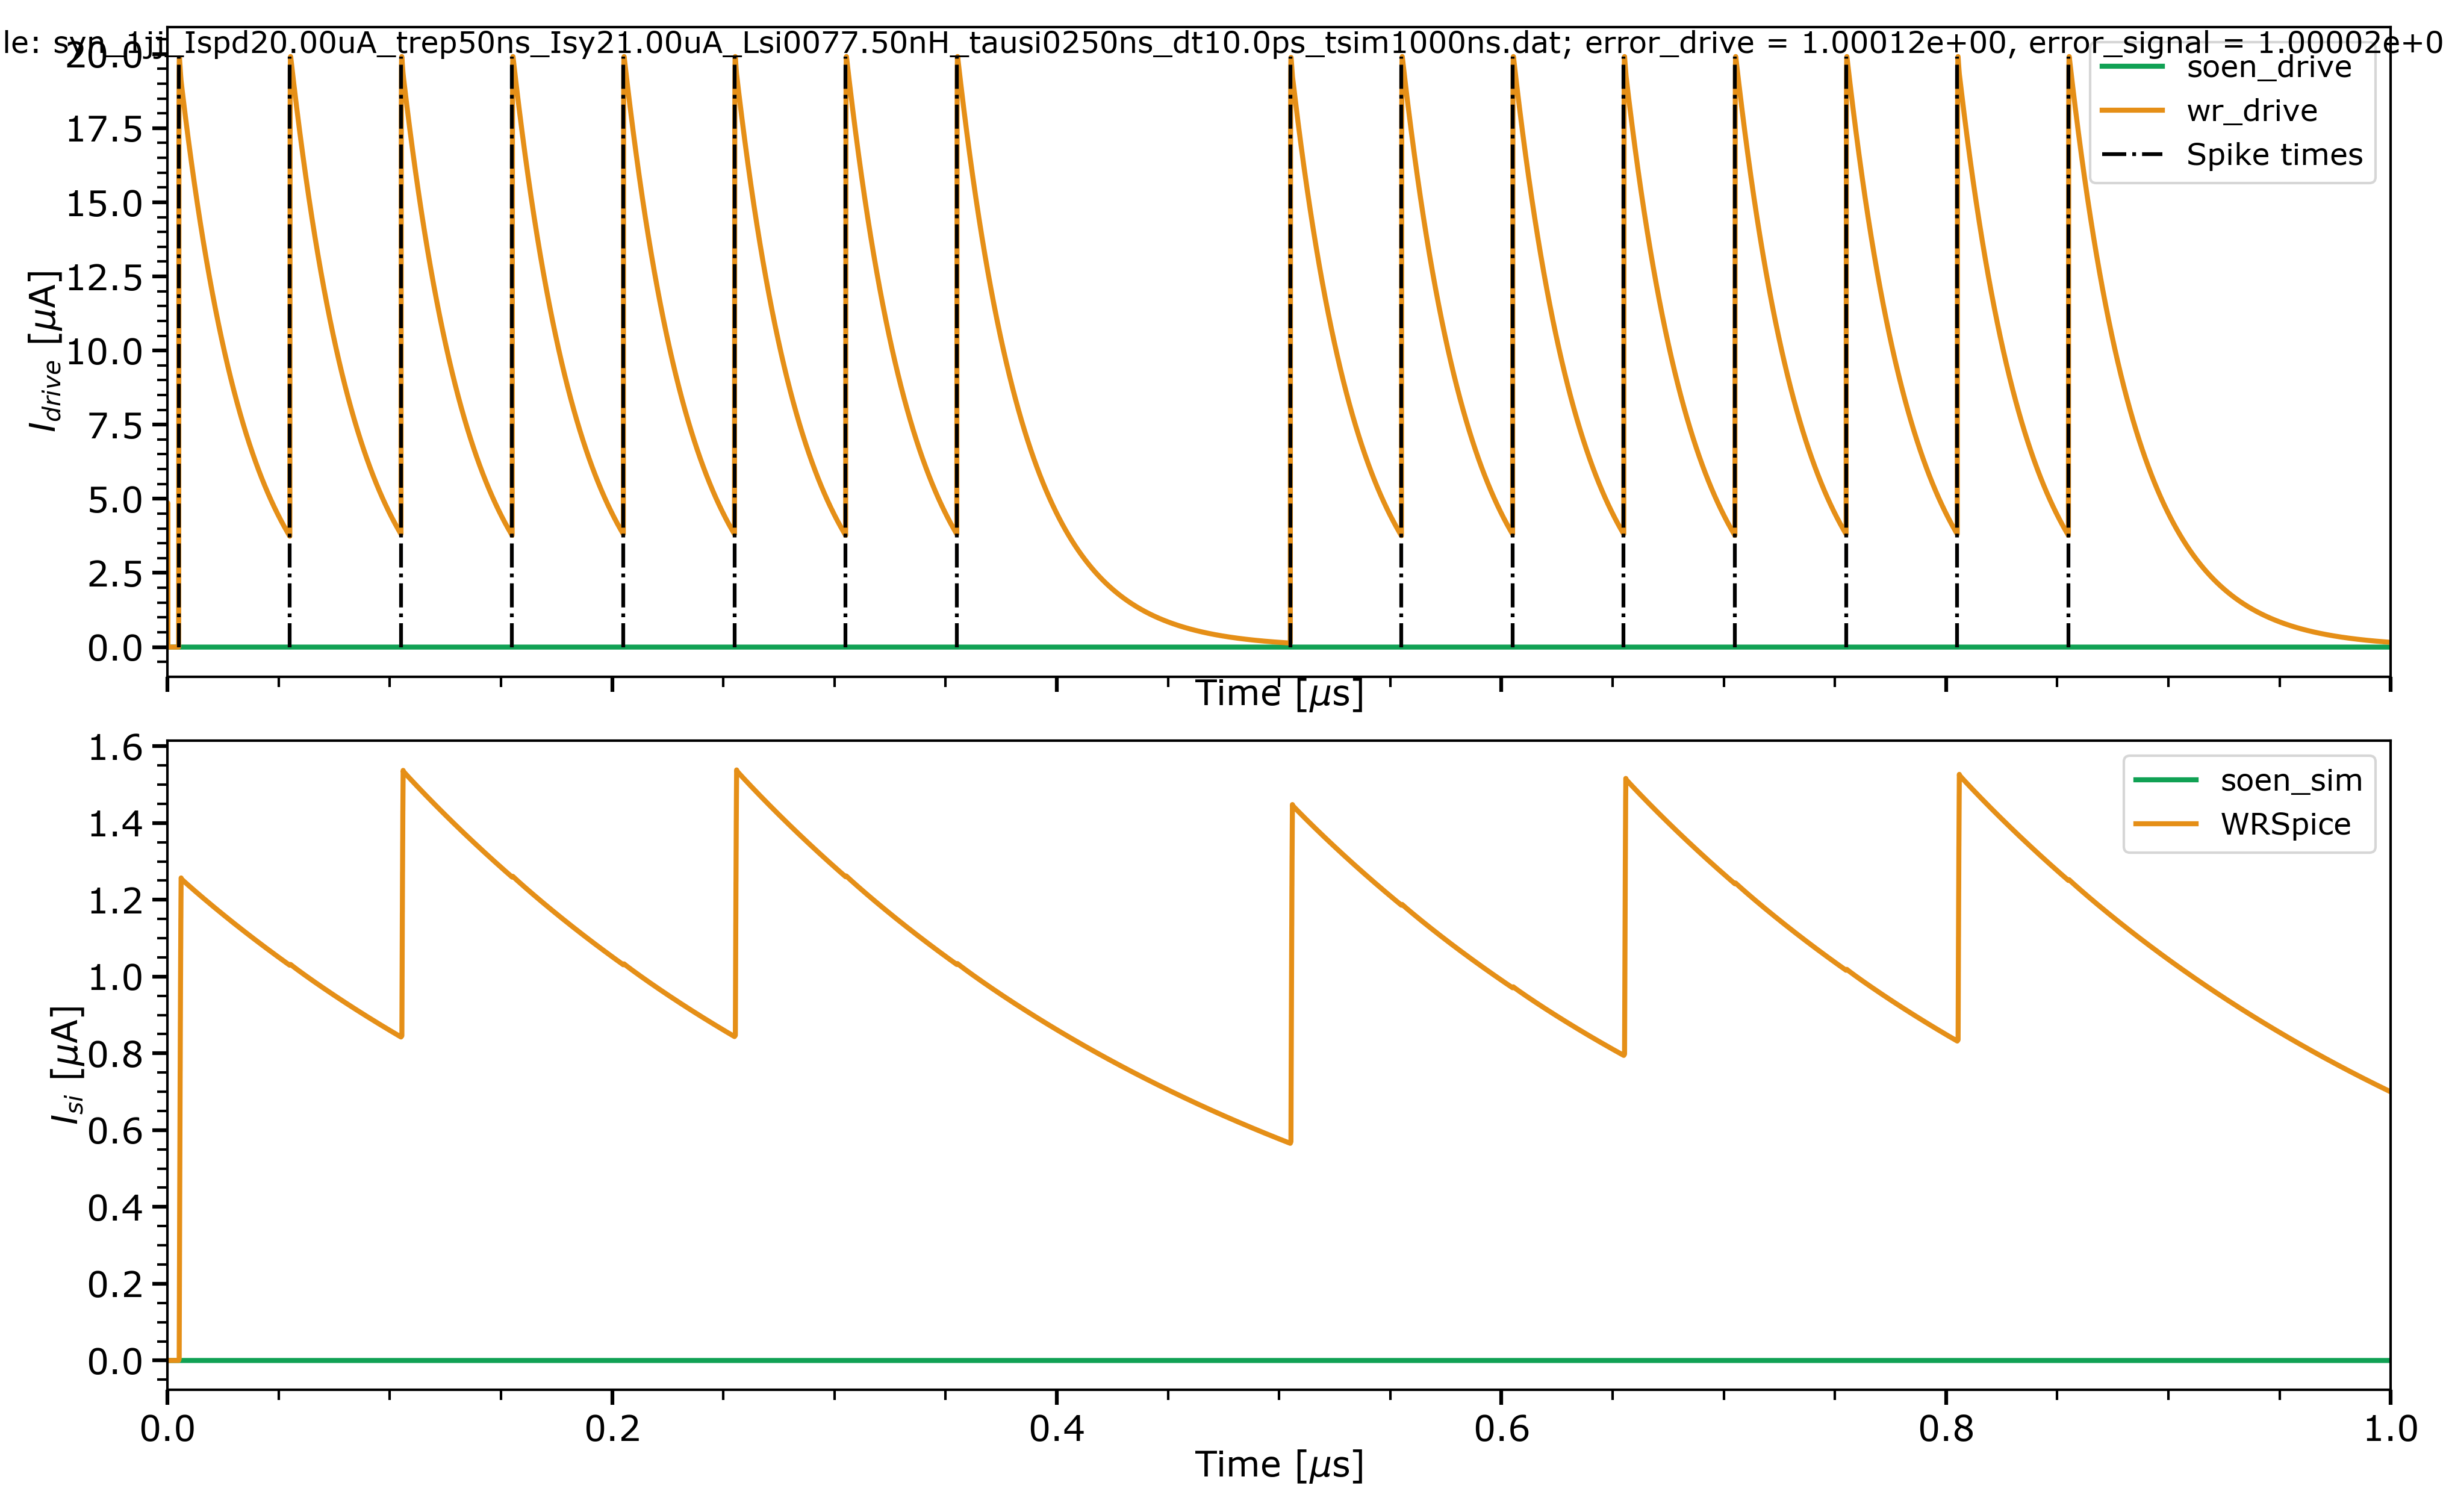 le: syn_1jj_Ispd20.00uA_trep50ns_Isy21.00uA_Lsi0077.50nH_tausi0250ns_dt10.0ps_tsim1000ns.dat; error_drive = 1.00012e+00, error_signal = 1.00002e+0
20.0
17.5
15.0
12.5
10.0
7.5
5.0
2.5
0.0
I_drive [μA]
soen_drive
wr_drive
Spike times
Time [μs]
1.6
1.4
1.2
1.0
0.8
0.6
0.4
0.2
0.0
I_si [μA]
soen_sim
WRSpice
0.0 0.2 0.4 0.6 0.8 1.0
Time [μs]